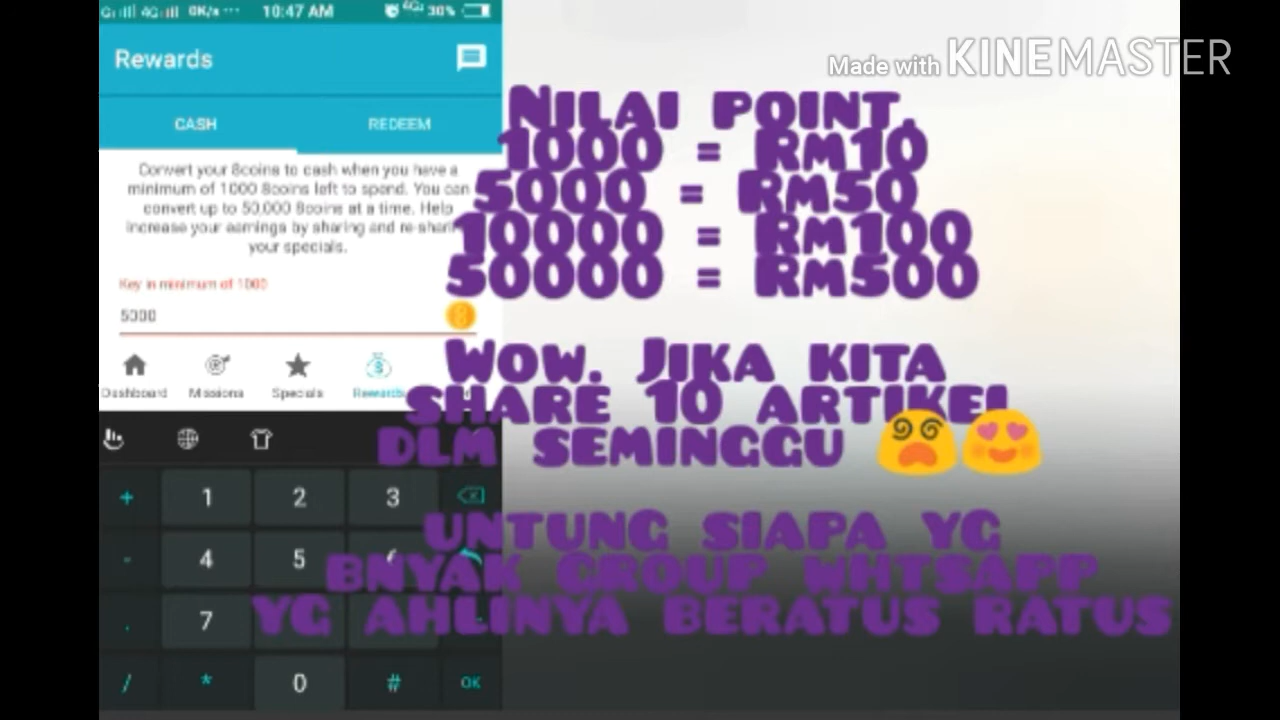 10:47 AM
4G
30%
Made with KINEMASTER
Rewards
CASH
REDEEM
Convert your 8coins to cash when you have a
minimum of 1000 8coins left to spend. You can
convert up to 50,000 8coins at a time. Help
increase your earnings by sharing and re-sharing
your specials.
Key in minimum of 1000
5000
Dashboard
Missions
Specials
Rewards
NILAI POINT.
1000 = RM10
5000 = RM50
10000 = RM100
50000 = RM500
WOW. JIKA KITA
SHARE 10 ARTIKEL
DLM SEMINGGU
UNTUNG SIAPA YG
BNYAK GROUP WHTSAPP
YG AHLINYA BERATUS RATUS
+ 1 2 3
- 4 5
. 7
/ * 0 # OK